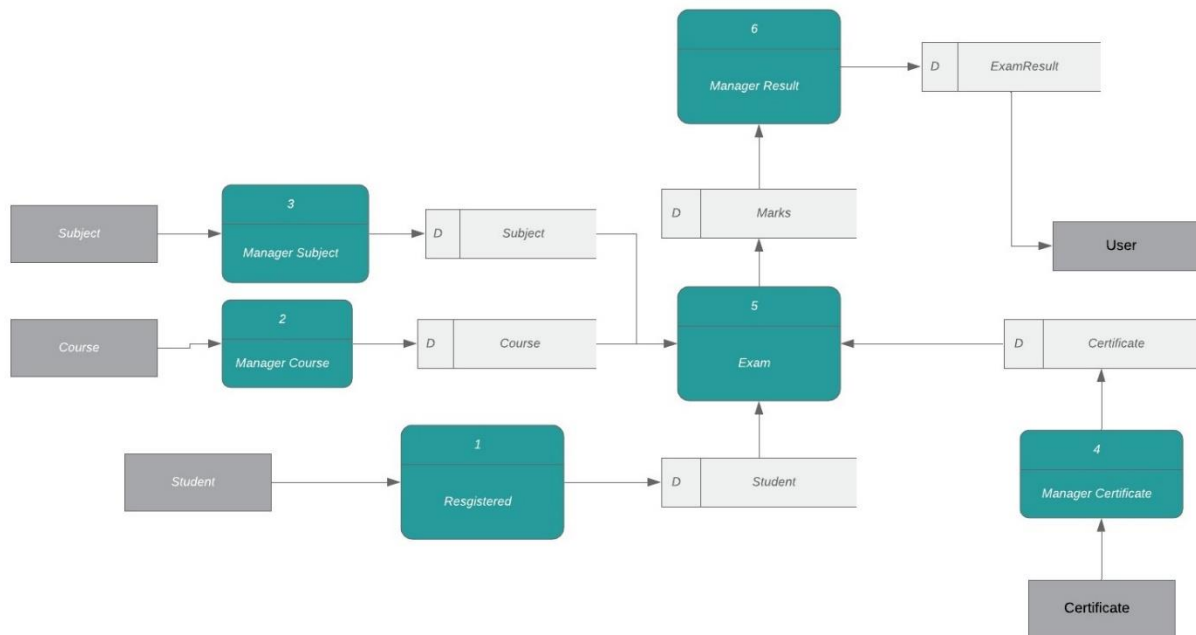 6
Manager Result
D
ExamResult
D
Marks
3
Manager Subject
Subject
D
Subject
User
5
Exam
2
Manager Course
Course
D
Course
D
Certificate
1
Resgistered
Student
D
Student
4
Manager Certificate
Certificate